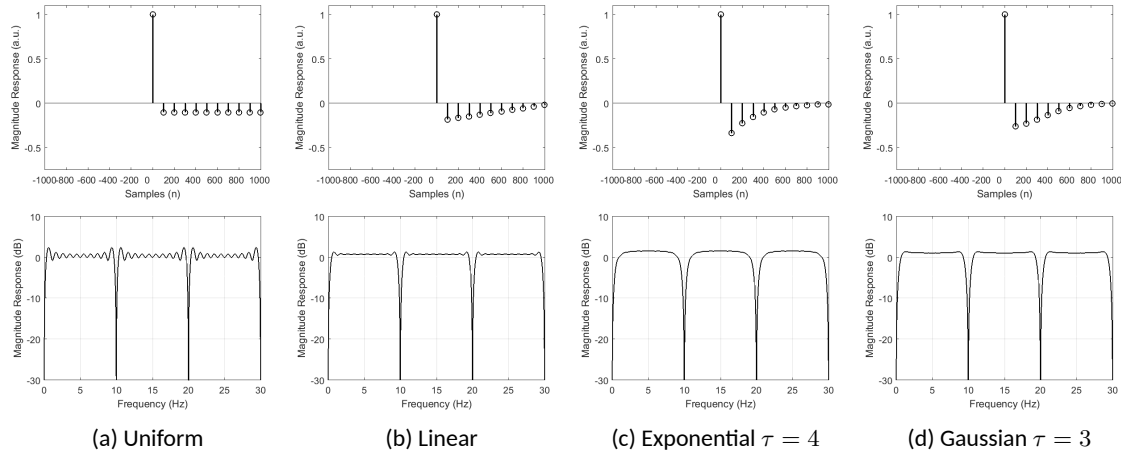 Magnitude Response (a.u.)
1
0.5
0
-0.5
-1000-800 -600 -400 -200 0 200 400 600 800 1000
Samples (n)
Magnitude Response (a.u.)
1
0.5
0
-0.5
-1000-800 -600 -400 -200 0 200 400 600 800 1000
Samples (n)
Magnitude Response (a.u.)
1
0.5
0
-0.5
-1000-800 -600 -400 -200 0 200 400 600 800 1000
Samples (n)
Magnitude Response (a.u.)
1
0.5
0
-0.5
-1000-800 -600 -400 -200 0 200 400 600 800 1000
Samples (n)
Magnitude Response (dB)
10
0
-10
-20
-30
0 5 10 15 20 25 30
Frequency (Hz)
Magnitude Response (dB)
10
0
-10
-20
-30
0 5 10 15 20 25 30
Frequency (Hz)
Magnitude Response (dB)
10
0
-10
-20
-30
0 5 10 15 20 25 30
Frequency (Hz)
Magnitude Response (dB)
10
0
-10
-20
-30
0 5 10 15 20 25 30
Frequency (Hz)
(a) Uniform
(b) Linear
(c) Exponential τ = 4
(d) Gaussian τ = 3